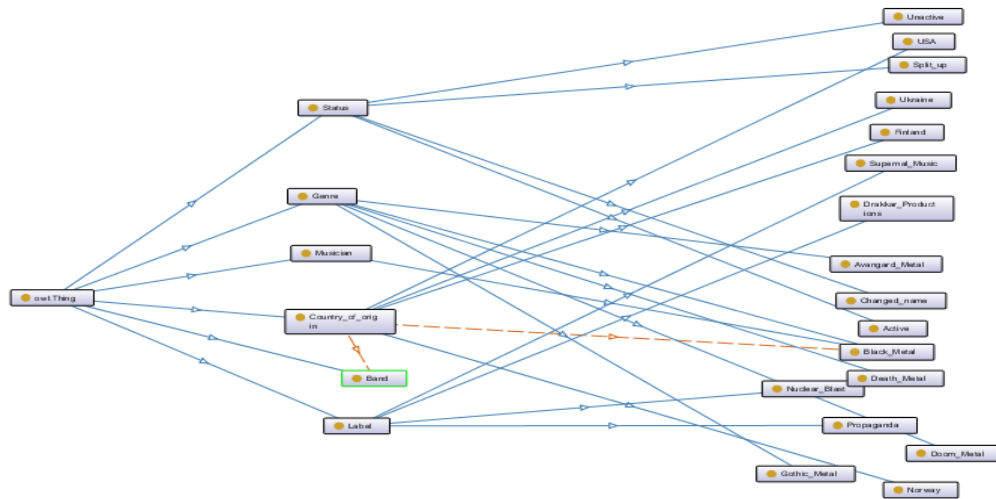 Unactive
USA
Split_up
Ukraine
Status
Finland
Supernal_Music
Genre
Drakkar_Product
ions
Musician
Avangard_Metal
owl:Thing
Changed_name
Country_of_orig
in
Active
Black_Metal
Band
Death_Metal
Nuclear_Blast
Label
Propaganda
Doom_Metal
Gothic_Metal
Norway